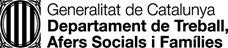 Generalitat de Catalunya
Departament de Treball,
Afers Socials i Famílies